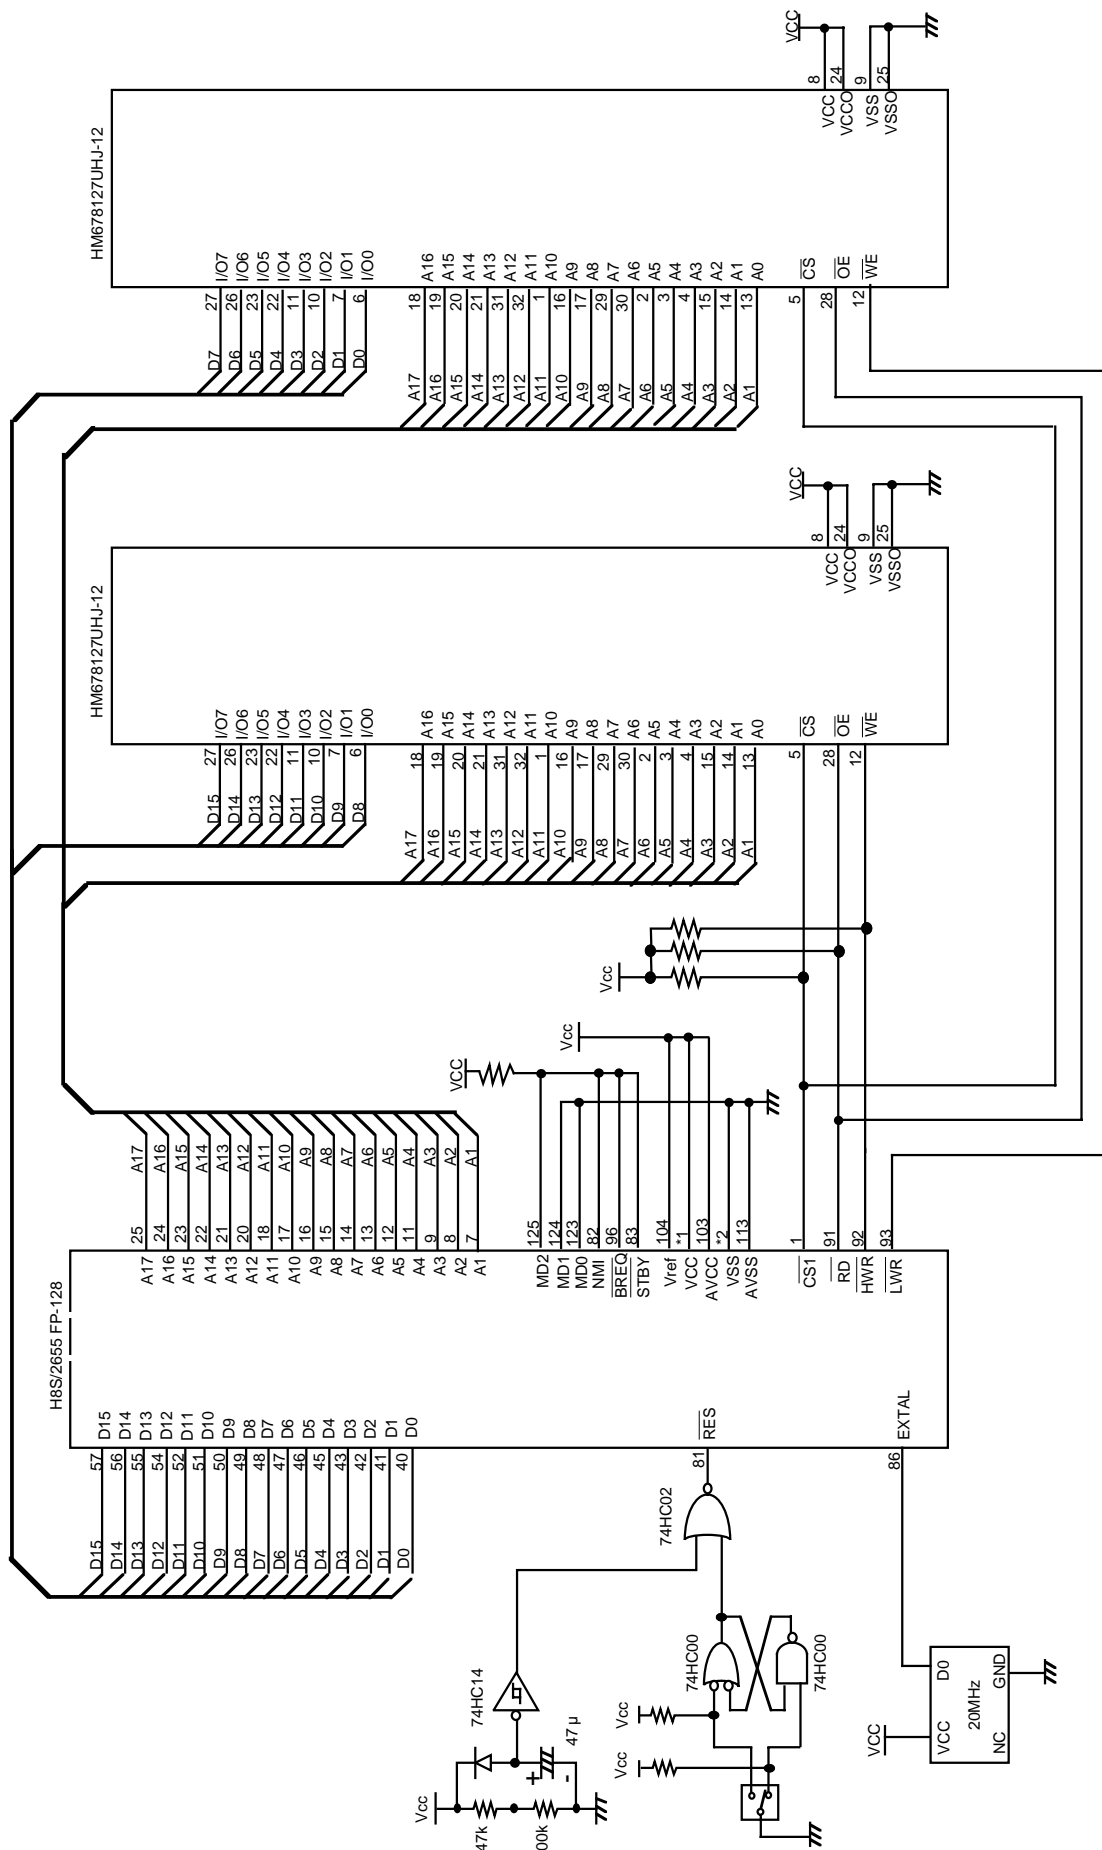 HM678127UHJ-12
27 I/O7 D7
26 I/O6 D6
23 I/O5 D5
22 I/O4 D4
11 I/O3 D3
10 I/O2 D2
7 I/O1 D1
6 I/O0 D0
18 A16 A17
19 A15 A16
20 A14 A15
21 A13 A14
31 A12 A13
32 A11 A12
1 A10 A11
16 A9 A10
17 A8 A9
29 A7 A8
30 A6 A7
2 A5 A6
3 A4 A5
4 A3 A4
15 A2 A3
14 A1 A2
13 A0 A1
5 CS
28 OE
12 WE
VCC
8 VCC
24 VCCO
9 VSS
25 VSSO
HM678127UHJ-12
27 I/O7 D15
26 I/O6 D14
23 I/O5 D13
22 I/O4 D12
11 I/O3 D11
10 I/O2 D10
7 I/O1 D9
6 I/O0 D8
18 A16 A17
19 A15 A16
20 A14 A15
21 A13 A14
31 A12 A13
32 A11 A12
1 A10 A11
16 A9 A10
17 A8 A9
29 A7 A8
30 A6 A7
2 A5 A6
3 A4 A5
4 A3 A4
15 A2 A3
14 A1 A2
13 A0 A1
5 CS
28 OE
12 WE
VCC
8 VCC
24 VCCO
9 VSS
25 VSSO
Vcc
Vcc
VCC
H8S/2655 FP-128
A17 25 A17
A16 24 A16
A15 23 A15
A14 22 A14
A13 21 A13
A12 20 A12
A11 18 A11
A10 17 A10
A9 16 A9
A8 15 A8
A7 14 A7
A6 13 A6
A5 12 A5
A4 11 A4
A3 9 A3
A2 8 A2
A1 7 A1
125 MD2
124 MD1
123 MD0
82 NMI
96 BREQ
83 STBY
104 Vref
*1 VCC
103 AVCC
*2 VSS
113 AVSS
1 CS1
91 RD
92 HWR
93 LWR
D15 57 D15
D14 56 D14
D13 55 D13
D12 54 D12
D11 52 D11
D10 51 D10
D9 50 D9
D8 49 D8
D7 48 D7
D6 47 D6
D5 46 D5
D4 45 D4
D3 43 D3
D2 42 D2
D1 41 D1
D0 40 D0
RES 81
EXTAL 86
74HC02
74HC14
74HC00
74HC00
Vcc
47k
00k
+
-
47 μ
Vcc
Vcc
VCC
VCC
D0
20MHz
NC
GND